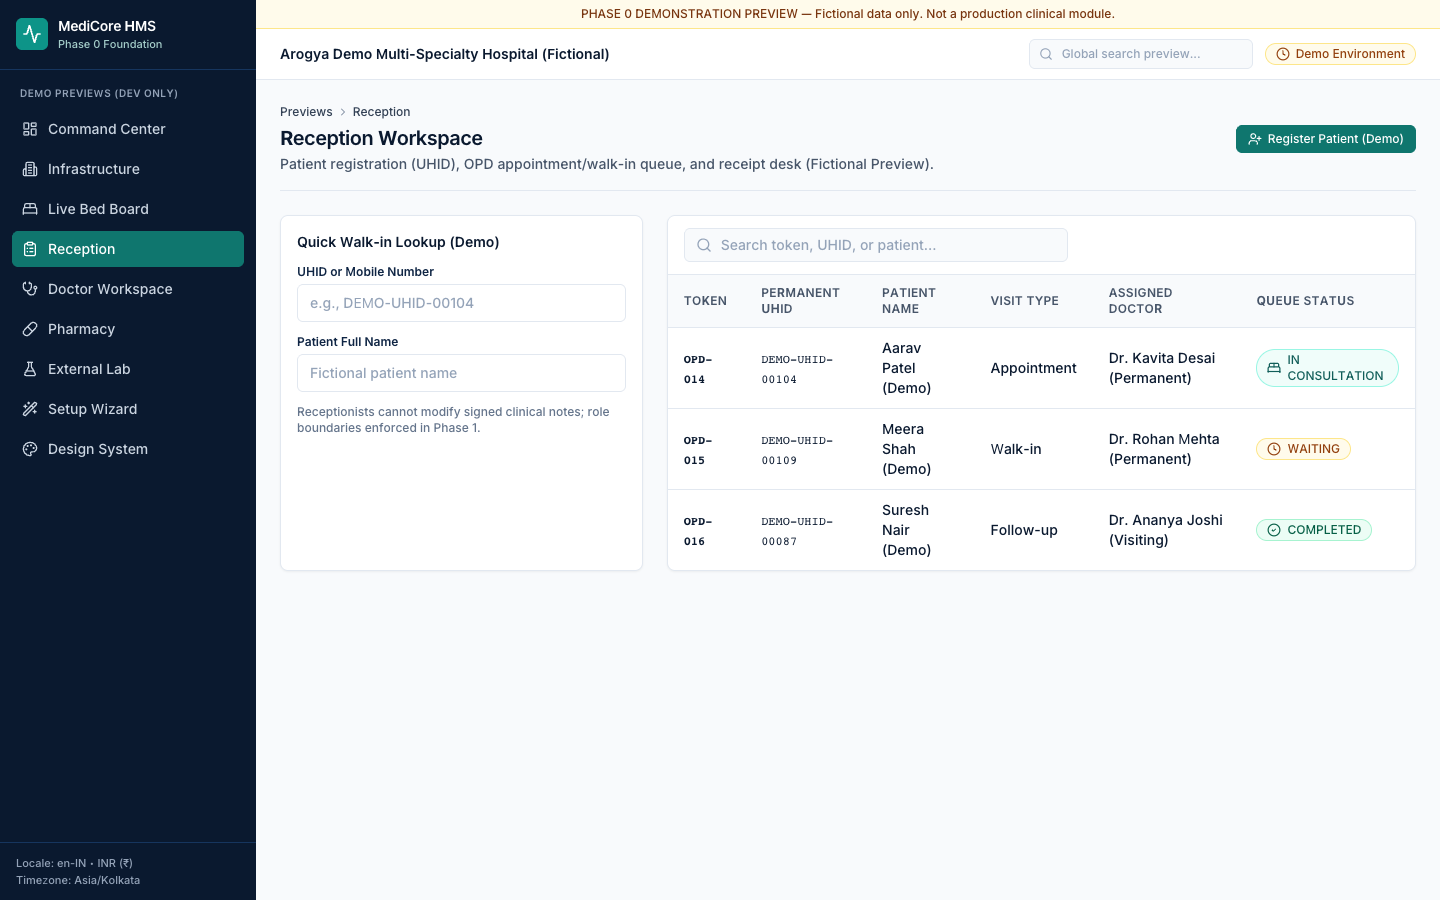 MediCore HMS
Phase 0 Foundation
DEMO PREVIEWS (DEV ONLY)
Command Center
Infrastructure
Live Bed Board
Reception
Doctor Workspace
Pharmacy
External Lab
Setup Wizard
Design System
Locale: en-IN • INR (₹)
Timezone: Asia/Kolkata
PHASE 0 DEMONSTRATION PREVIEW — Fictional data only. Not a production clinical module.
Arogya Demo Multi-Specialty Hospital (Fictional)
Global search preview...
Demo Environment
Previews > Reception
Reception Workspace
Register Patient (Demo)
Patient registration (UHID), OPD appointment/walk-in queue, and receipt desk (Fictional Preview).
Quick Walk-in Lookup (Demo)
UHID or Mobile Number
e.g., DEMO-UHID-00104
Patient Full Name
Fictional patient name
Receptionists cannot modify signed clinical notes; role
boundaries enforced in Phase 1.
Search token, UHID, or patient...
TOKEN
PERMANENT
UHID
PATIENT
NAME
VISIT TYPE
ASSIGNED
DOCTOR
QUEUE STATUS
OPD-
014
DEMO-UHID-
00104
Aarav
Patel
(Demo)
Appointment
Dr. Kavita Desai
(Permanent)
IN
CONSULTATION
OPD-
015
DEMO-UHID-
00109
Meera
Shah
(Demo)
Walk-in
Dr. Rohan Mehta
(Permanent)
WAITING
OPD-
016
DEMO-UHID-
00087
Suresh
Nair
(Demo)
Follow-up
Dr. Ananya Joshi
(Visiting)
COMPLETED